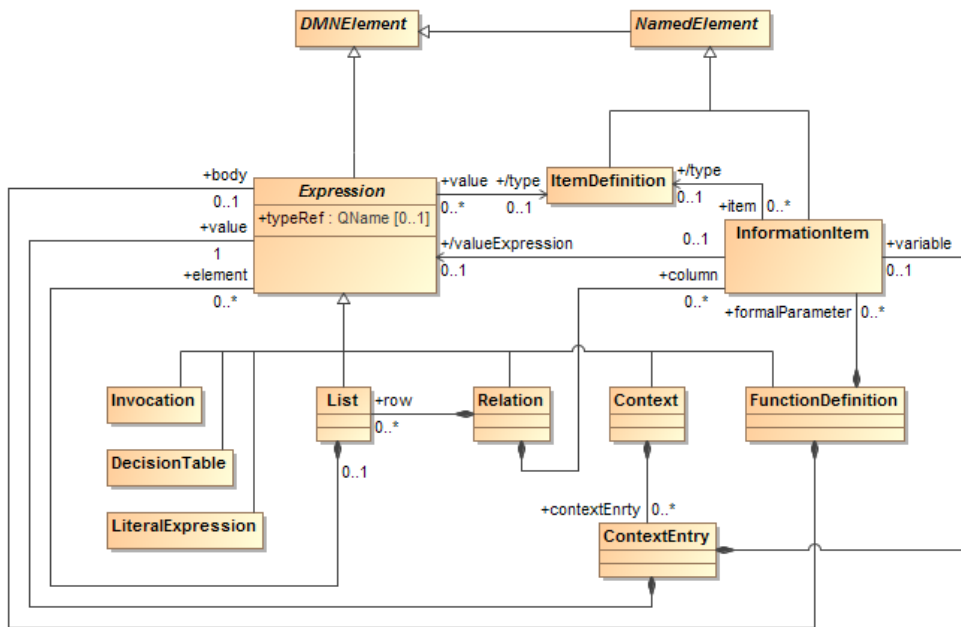 DMNElement
NamedElement
+body
0..1
Expression
+typeRef : QName [0..1]
+value
0..*
+/type
0..1
ItemDefinition
+/type
0..1
+item
0..*
+value
1
+/valueExpression
0..1
0..1
InformationItem
+variable
0..1
+element
0..*
+column
0..*
+formalParameter
0..*
Invocation
List
+row
0..*
Relation
Context
FunctionDefinition
DecisionTable
0..1
LiteralExpression
+contextEnrty
0..*
ContextEntry